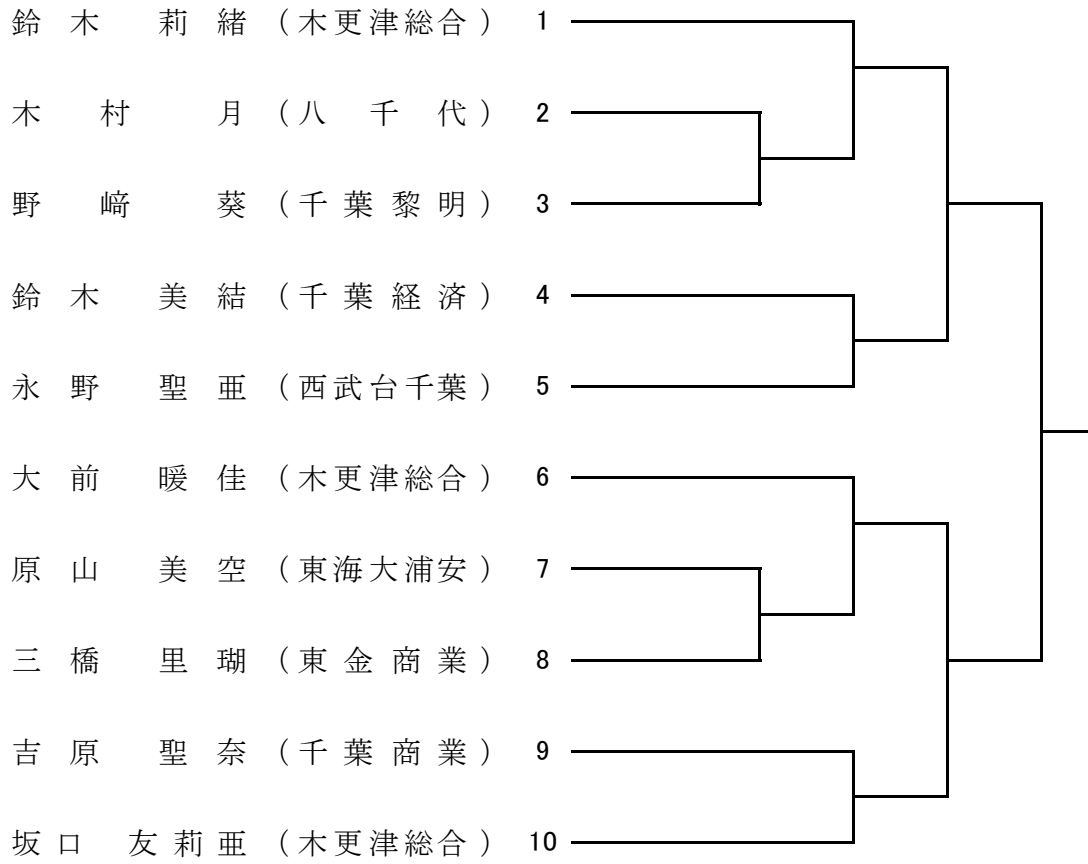 鈴木 莉緒 (木更津総合) 1
木村 月 (八千代) 2
野﨑 葵 (千葉黎明) 3
鈴木 美結 (千葉経済) 4
永野 聖亜 (西武台千葉) 5
大前 暖佳 (木更津総合) 6
原山 美空 (東海大浦安) 7
三橋 里瑚 (東金商業) 8
吉原 聖奈 (千葉商業) 9
坂口 友莉亜 (木更津総合) 10